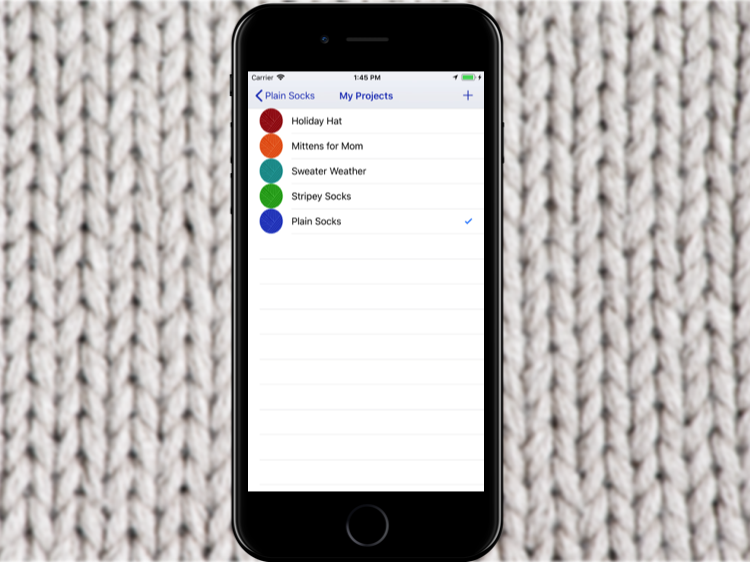 Carrier 1:45 PM
Plain Socks My Projects +
Holiday Hat
Mittens for Mom
Sweater Weather
Stripey Socks
Plain Socks